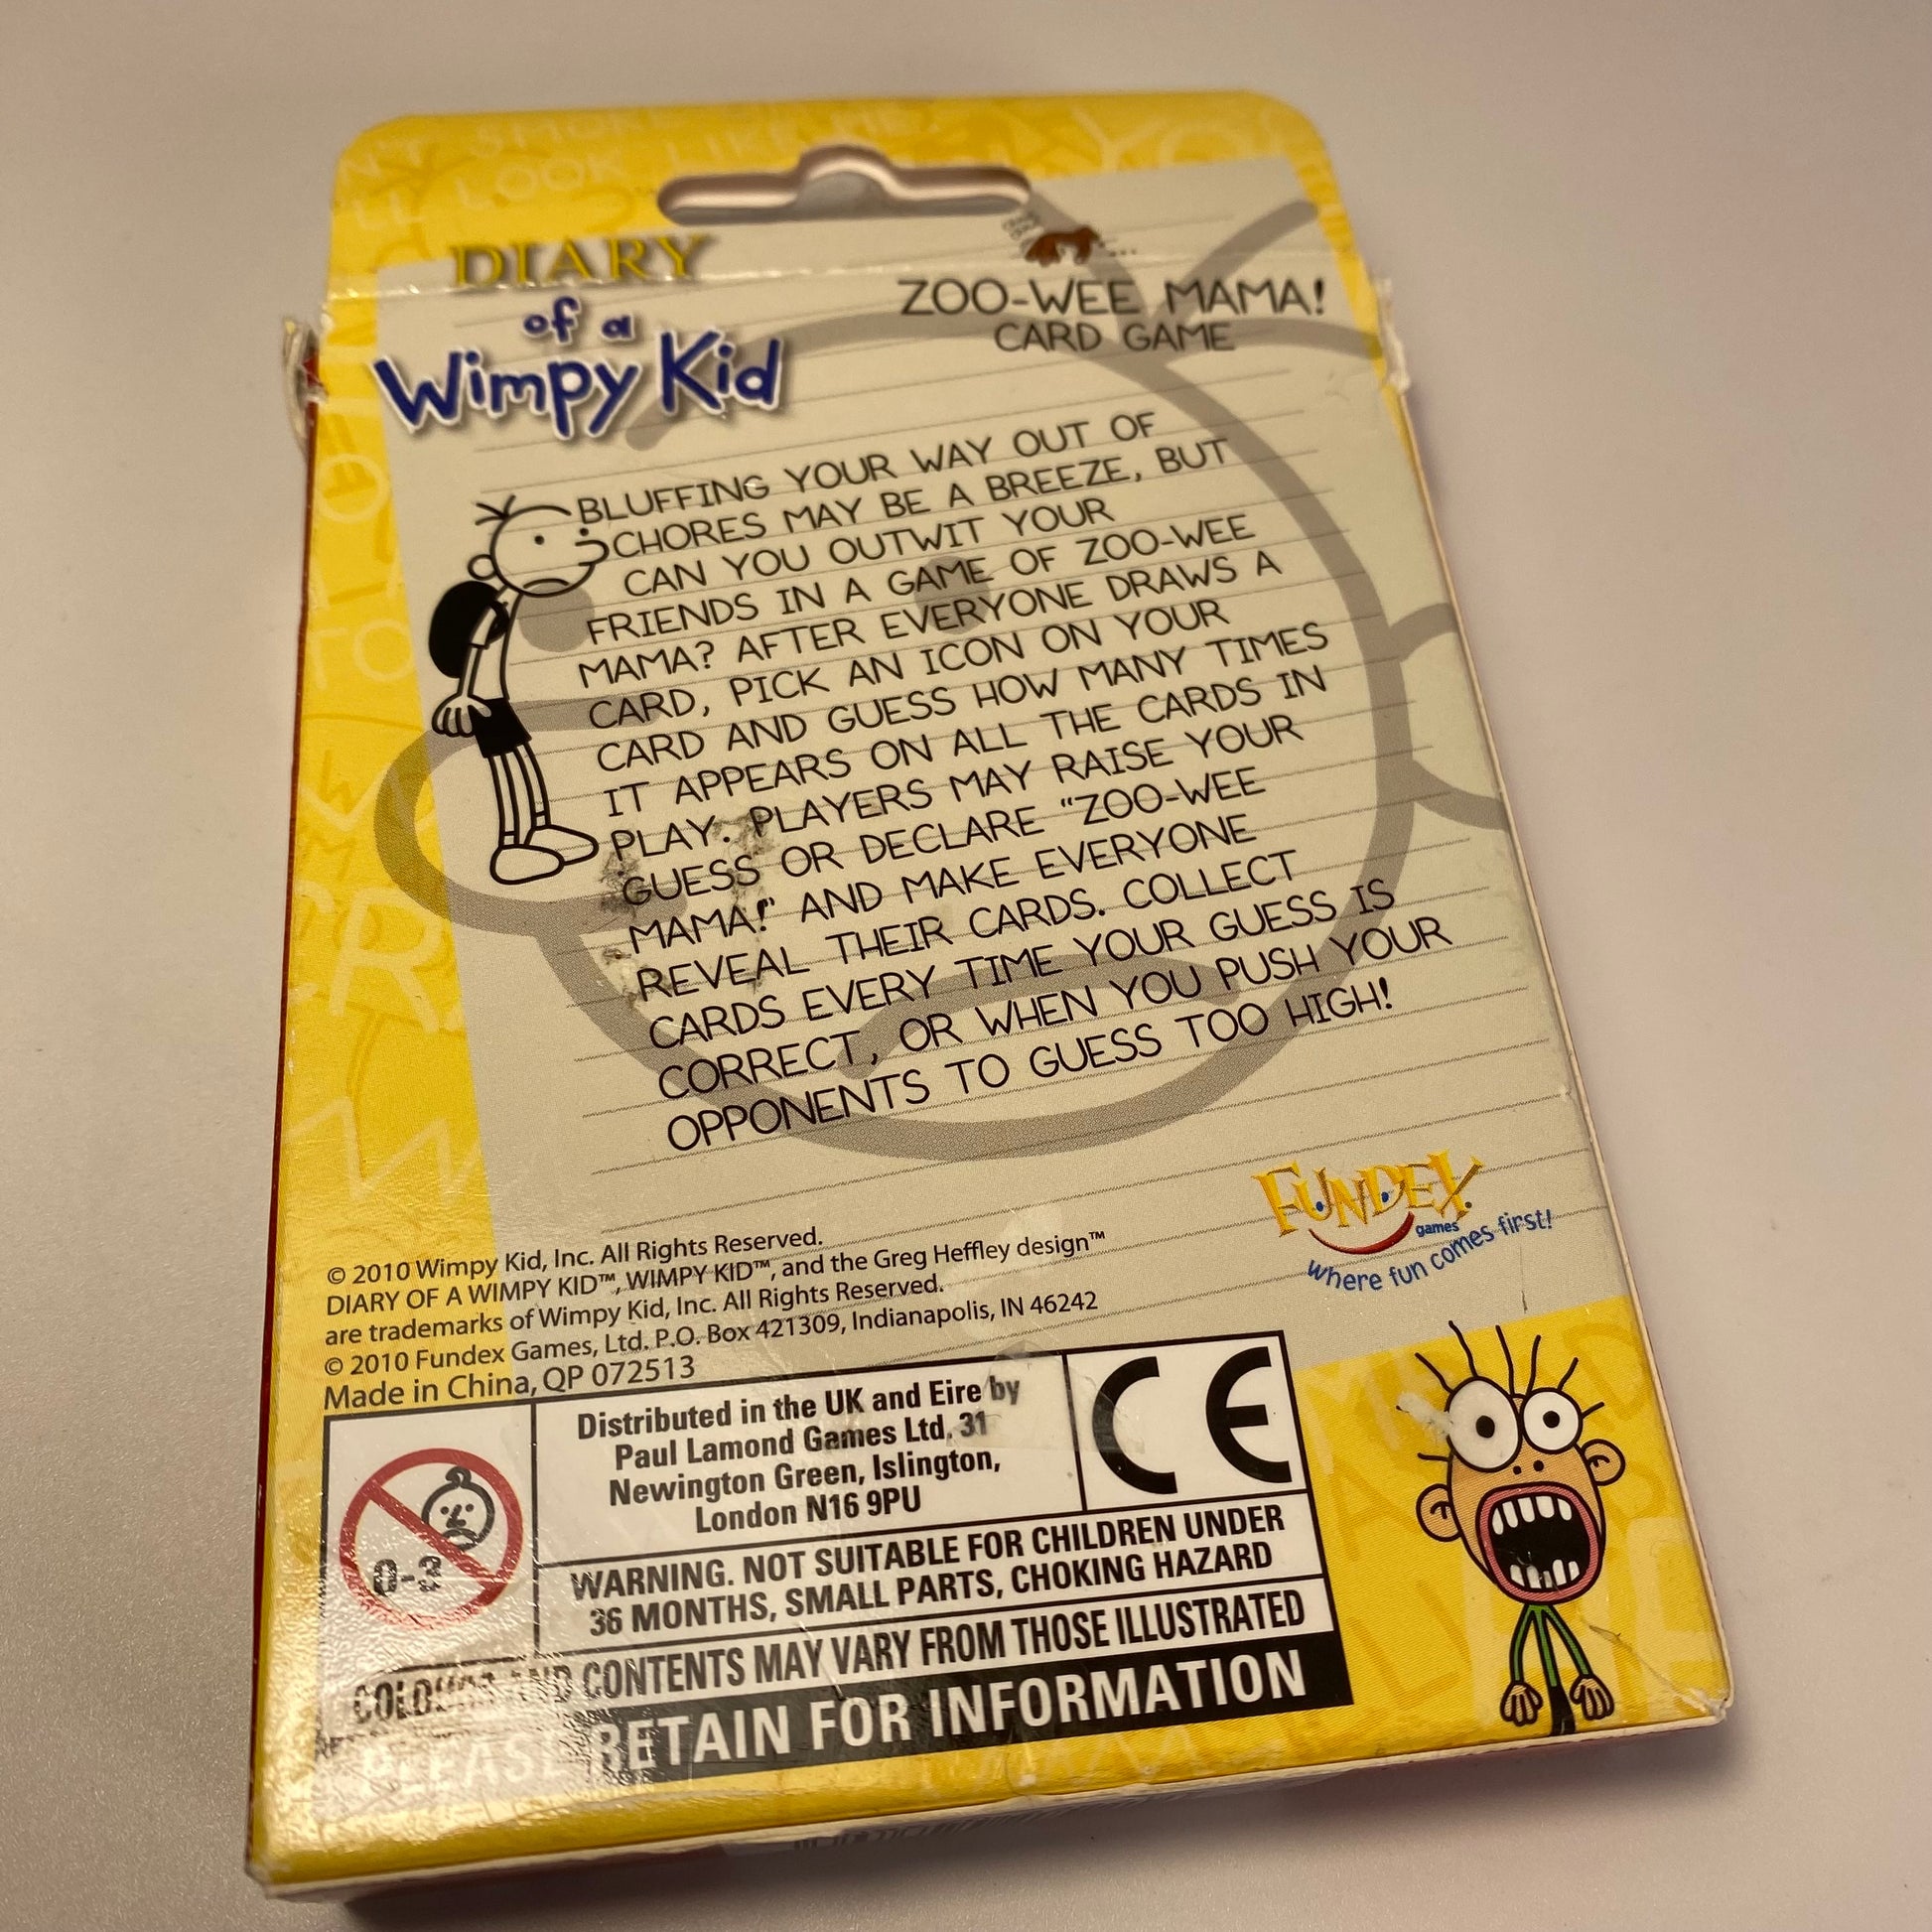 DIARY
of a
Wimpy Kid
ZOO-WEE MAMA!
CARD GAME
BLUFFING YOUR WAY OUT OF
CHORES MAY BE A BREEZE, BUT
CAN YOU OUTWIT YOUR
FRIENDS IN A GAME OF ZOO-WEE
MAMA? AFTER EVERYONE DRAWS A
CARD, PICK AN ICON ON YOUR
CARD AND GUESS HOW MANY TIMES
IT APPEARS ON ALL THE CARDS IN
PLAY. PLAYERS MAY RAISE YOUR
GUESS OR DECLARE “ZOO-WEE
MAMA!” AND MAKE EVERYONE
REVEAL THEIR CARDS. COLLECT
CARDS EVERY TIME YOUR GUESS IS
CORRECT, OR WHEN YOU PUSH YOUR
OPPONENTS TO GUESS TOO HIGH!
FUNDEX
games
where fun comes first!
© 2010 Wimpy Kid, Inc. All Rights Reserved.
DIARY OF A WIMPY KID™, WIMPY KID™, and the Greg Heffley design™
are trademarks of Wimpy Kid, Inc. All Rights Reserved.
© 2010 Fundex Games, Ltd. P.O. Box 421309, Indianapolis, IN 46242
Made in China, QP 072513
0-3
Distributed in the UK and Eire by
Paul Lamond Games Ltd. 31
Newington Green, Islington,
London N16 9PU
CE
WARNING. NOT SUITABLE FOR CHILDREN UNDER
36 MONTHS, SMALL PARTS, CHOKING HAZARD
COLOURS AND CONTENTS MAY VARY FROM THOSE ILLUSTRATED
PLEASE RETAIN FOR INFORMATION